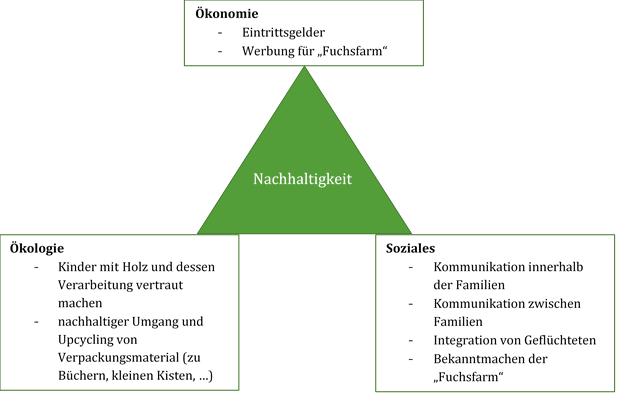 Ökonomie
- Eintrittsgelder
- Werbung für „Fuchsfarm“
Nachhaltigkeit
Ökologie
- Kinder mit Holz und dessen
Verarbeitung vertraut
machen
- nachhaltiger Umgang und
Upcycling von
Verpackungsmaterial (zu
Büchern, kleinen Kisten, …)
Soziales
- Kommunikation innerhalb
der Familien
- Kommunikation zwischen
Familien
- Integration von Geflüchteten
- Bekanntmachen der
„Fuchsfarm“